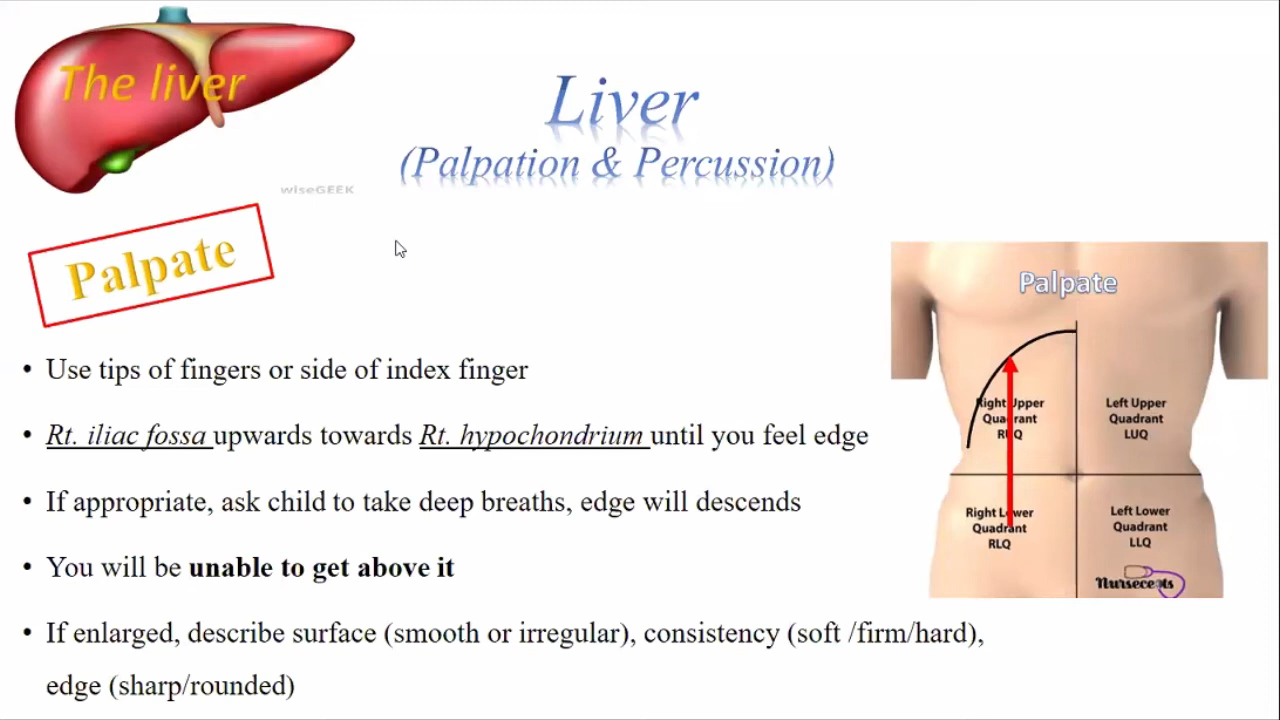 The liver
wiseGEEK
Liver
(Palpation & Percussion)
Palpate
• Use tips of fingers or side of index finger
• Rt. iliac fossa upwards towards Rt. hypochondrium until you feel edge
• If appropriate, ask child to take deep breaths, edge will descends
• You will be unable to get above it
• If enlarged, describe surface (smooth or irregular), consistency (soft /firm/hard),
edge (sharp/rounded)
Palpate
Right Upper
Quadrant
RUQ
Left Upper
Quadrant
LUQ
Right Lower
Quadrant
RLQ
Left Lower
Quadrant
LLQ